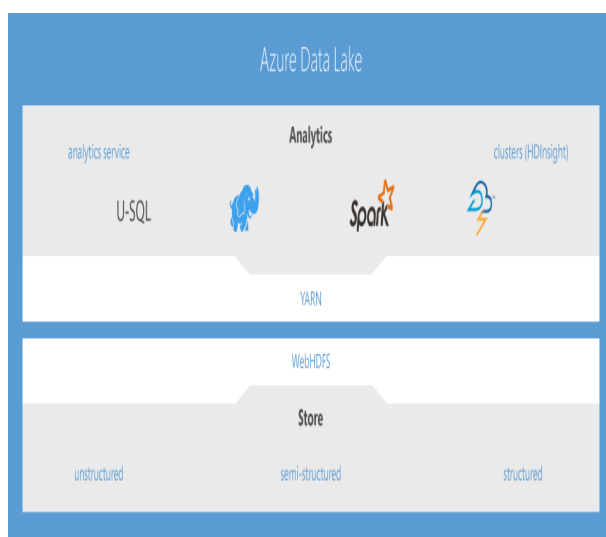 Azure Data Lake
Analytics
analytics service
clusters (HDInsight)
U-SQL
Spark
YARN
WebHDFS
Store
unstructured
semi-structured
structured